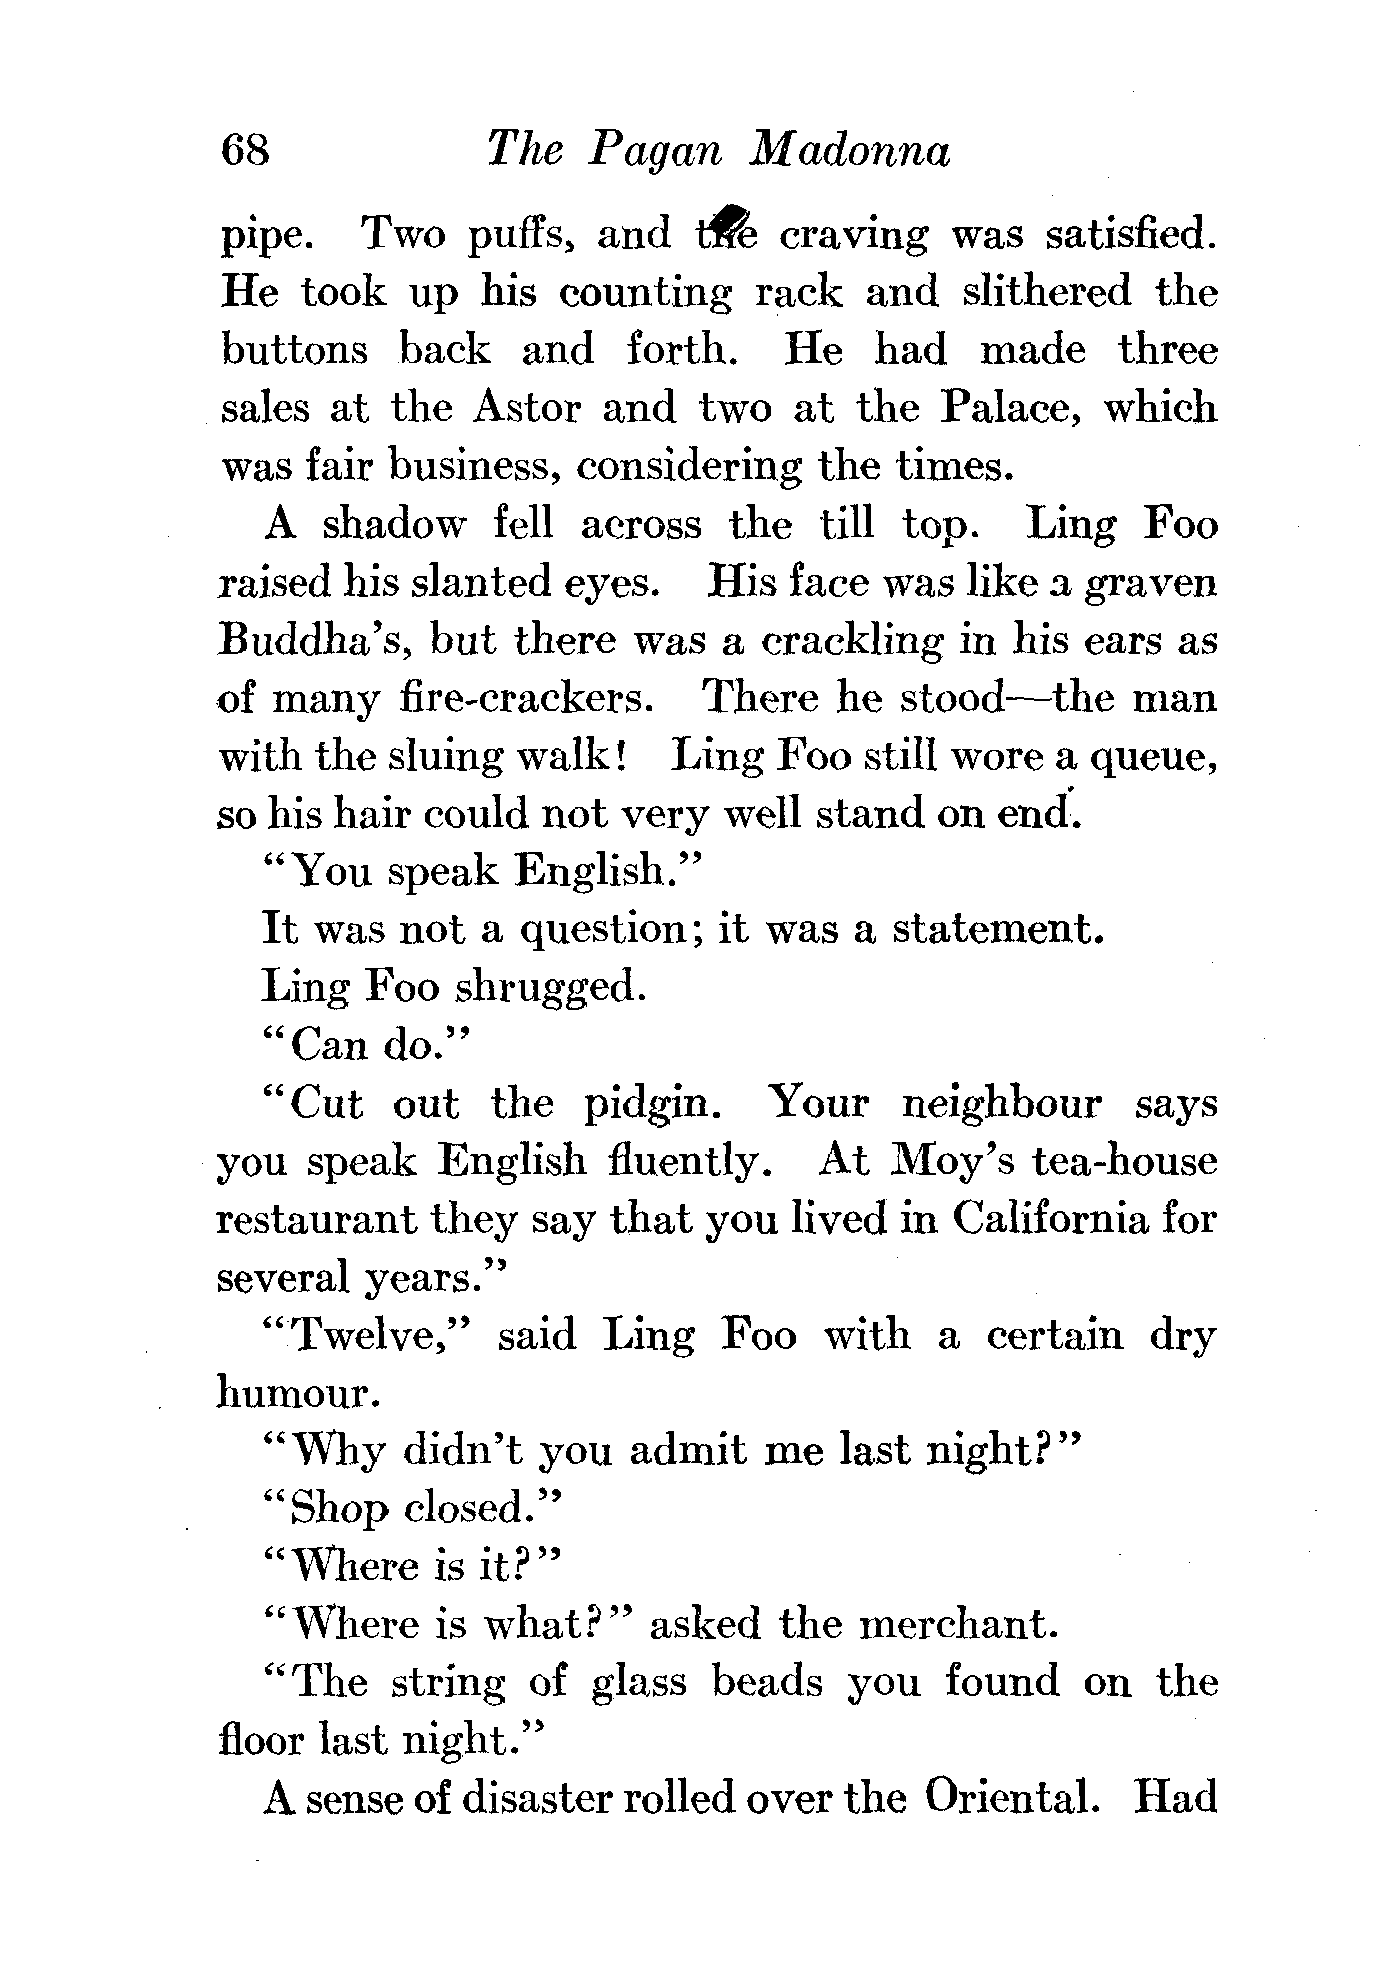 68 The Pagan Madonna
pipe. Two puffs, and the craving was satisfied.
He took up his counting rack and slithered the
buttons back and forth. He had made three
sales at the Astor and two at the Palace, which
was fair business, considering the times.
A shadow fell across the till top. Ling Foo
raised his slanted eyes. His face was like a graven
Buddha's, but there was a crackling in his ears as
of many fire-crackers. There he stood—the man
with the sluing walk! Ling Foo still wore a queue,
so his hair could not very well stand on end.
"You speak English."
It was not a question; it was a statement.
Ling Foo shrugged.
"Can do."
"Cut out the pidgin. Your neighbour says
you speak English fluently. At Moy's tea-house
restaurant they say that you lived in California for
several years."
"Twelve," said Ling Foo with a certain dry
humour.
"Why didn't you admit me last night?"
"Shop closed."
"Where is it?"
"Where is what?" asked the merchant.
"The string of glass beads you found on the
floor last night."
A sense of disaster rolled over the Oriental. Had